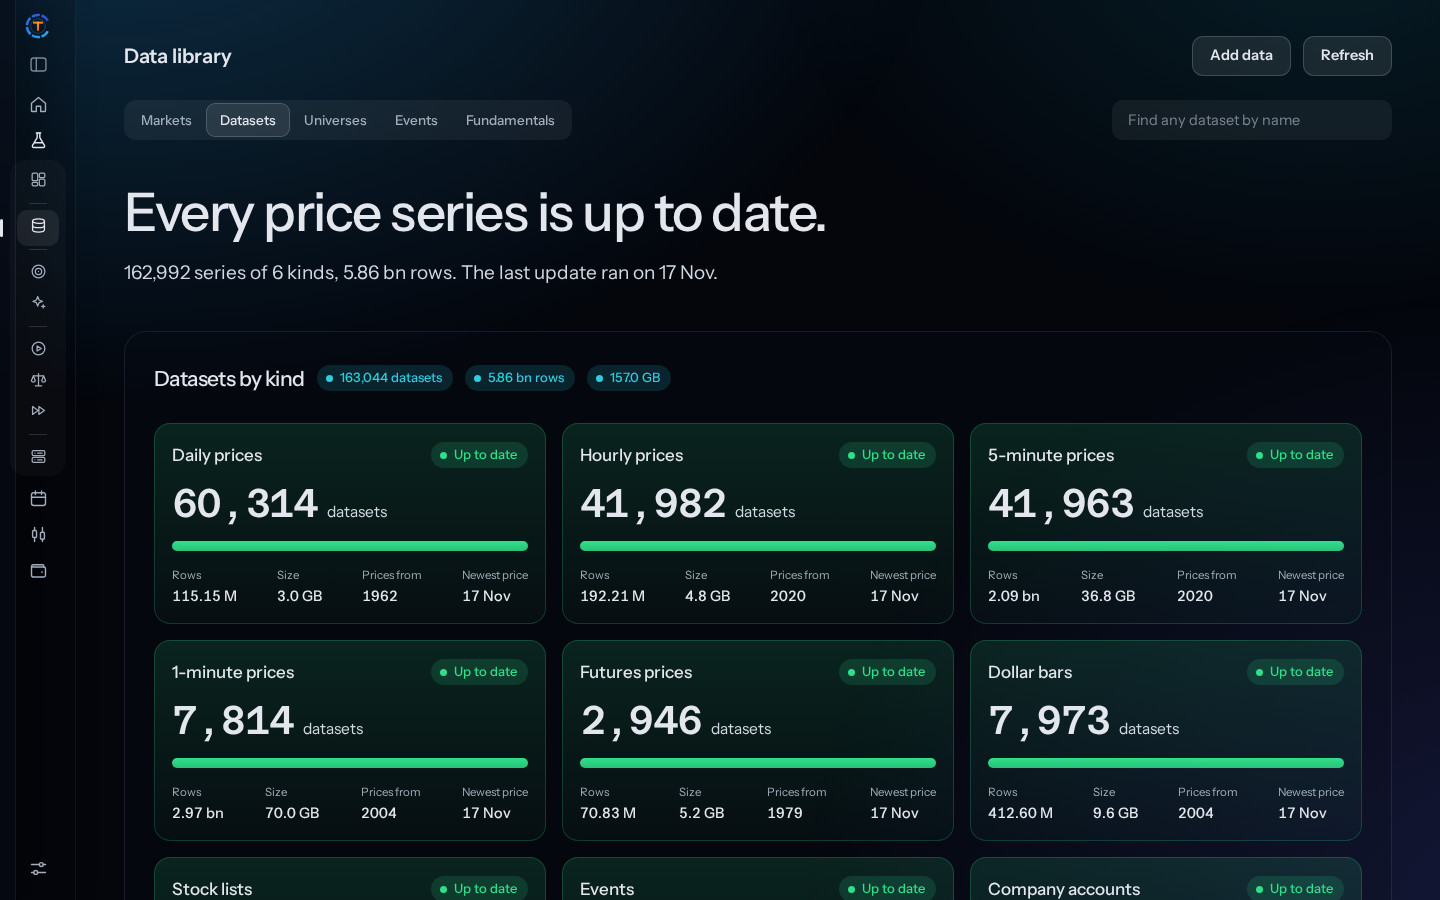 T
Data library
Add data
Refresh
Markets
Datasets
Universes
Events
Fundamentals
Find any dataset by name
Every price series is up to date.
162,992 series of 6 kinds, 5.86 bn rows. The last update ran on 17 Nov.
Datasets by kind
163,044 datasets
5.86 bn rows
157.0 GB
Daily prices
Up to date
60,314 datasets
Rows
Size
Prices from
Newest price
115.15 M
3.0 GB
1962
17 Nov
Hourly prices
Up to date
41,982 datasets
Rows
Size
Prices from
Newest price
192.21 M
4.8 GB
2020
17 Nov
5-minute prices
Up to date
41,963 datasets
Rows
Size
Prices from
Newest price
2.09 bn
36.8 GB
2020
17 Nov
1-minute prices
Up to date
7,814 datasets
Rows
Size
Prices from
Newest price
2.97 bn
70.0 GB
2004
17 Nov
Futures prices
Up to date
2,946 datasets
Rows
Size
Prices from
Newest price
70.83 M
5.2 GB
1979
17 Nov
Dollar bars
Up to date
7,973 datasets
Rows
Size
Prices from
Newest price
412.60 M
9.6 GB
2004
17 Nov
Stock lists
Up to date
Events
Up to date
Company accounts
Up to date